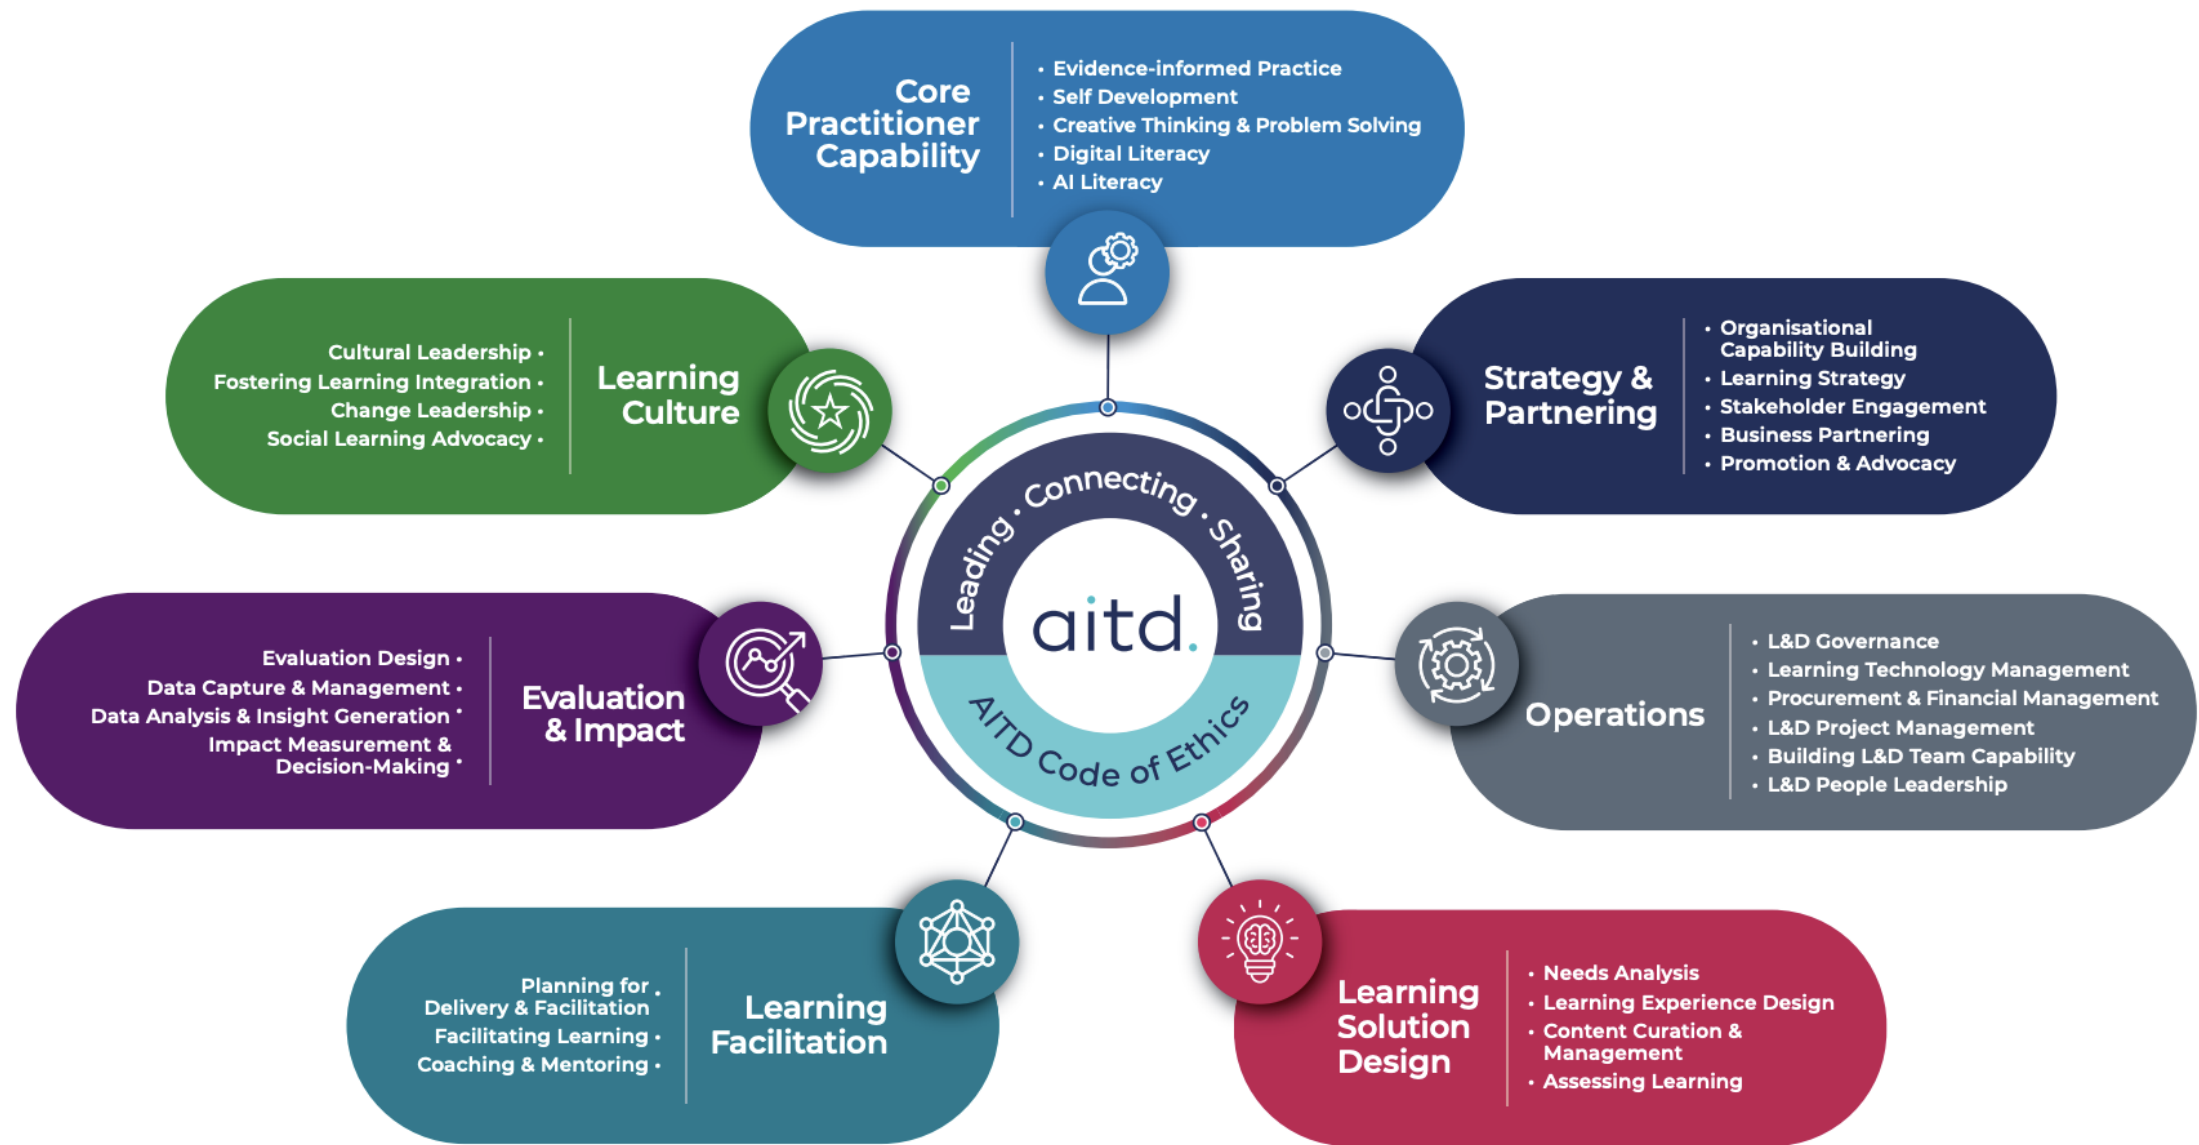 Core
Practitioner
Capability
• Evidence-informed Practice
• Self Development
• Creative Thinking & Problem Solving
• Digital Literacy
• AI Literacy
Cultural Leadership •
Fostering Learning Integration •
Change Leadership •
Social Learning Advocacy •
Learning
Culture
Strategy &
Partnering
• Organisational
Capability Building
• Learning Strategy
• Stakeholder Engagement
• Business Partnering
• Promotion & Advocacy
Leading • Connecting • Sharing
aitd.
AITD Code of Ethics
Evaluation Design •
Data Capture & Management •
Data Analysis & Insight Generation •
Impact Measurement &
Decision-Making •
Evaluation
& Impact
Operations
• L&D Governance
• Learning Technology Management
• Procurement & Financial Management
• L&D Project Management
• Building L&D Team Capability
• L&D People Leadership
Planning for
Delivery & Facilitation •
Facilitating Learning •
Coaching & Mentoring •
Learning
Facilitation
Learning
Solution
Design
• Needs Analysis
• Learning Experience Design
• Content Curation &
Management
• Assessing Learning